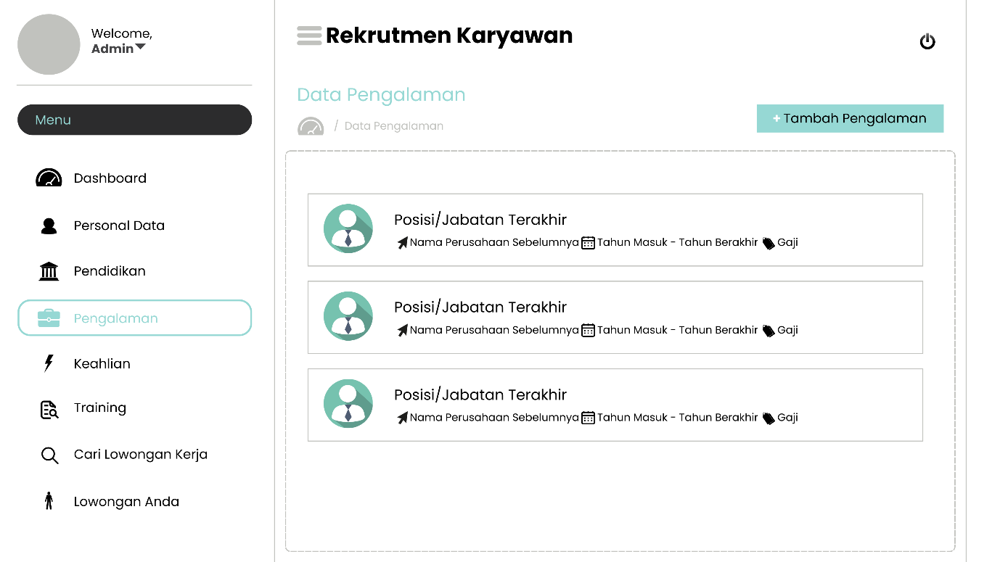 Welcome,
Admin
Menu
Dashboard
Personal Data
Pendidikan
Pengalaman
Keahlian
Training
Cari Lowongan Kerja
Lowongan Anda
Rekrutmen Karyawan
Data Pengalaman
/ Data Pengalaman
+ Tambah Pengalaman
Posisi/Jabatan Terakhir
Nama Perusahaan Sebelumnya Tahun Masuk - Tahun Berakhir Gaji
Posisi/Jabatan Terakhir
Nama Perusahaan Sebelumnya Tahun Masuk - Tahun Berakhir Gaji
Posisi/Jabatan Terakhir
Nama Perusahaan Sebelumnya Tahun Masuk - Tahun Berakhir Gaji